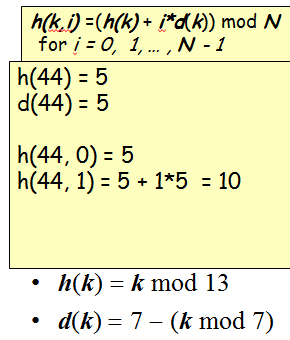 h(k,i) =(h(k) + i*d(k)) mod N
for i = 0, 1, … , N - 1
h(44) = 5
d(44) = 5
h(44, 0) = 5
h(44, 1) = 5 + 1*5 = 10
• h(k) = k mod 13
• d(k) = 7 – (k mod 7)